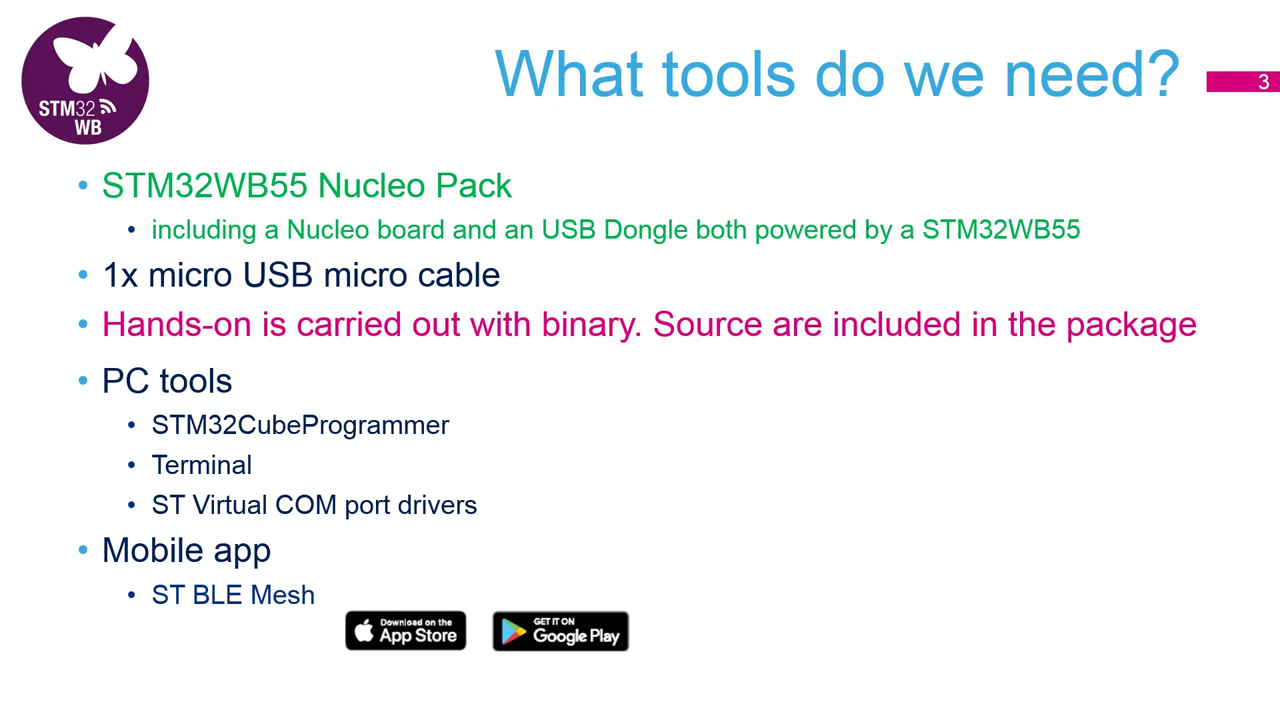 STM32
WB
What tools do we need?
3
• STM32WB55 Nucleo Pack
• including a Nucleo board and an USB Dongle both powered by a STM32WB55
• 1x micro USB micro cable
• Hands-on is carried out with binary. Source are included in the package
• PC tools
• STM32CubeProgrammer
• Terminal
• ST Virtual COM port drivers
• Mobile app
• ST BLE Mesh
Download on the
App Store
GET IT ON
Google Play